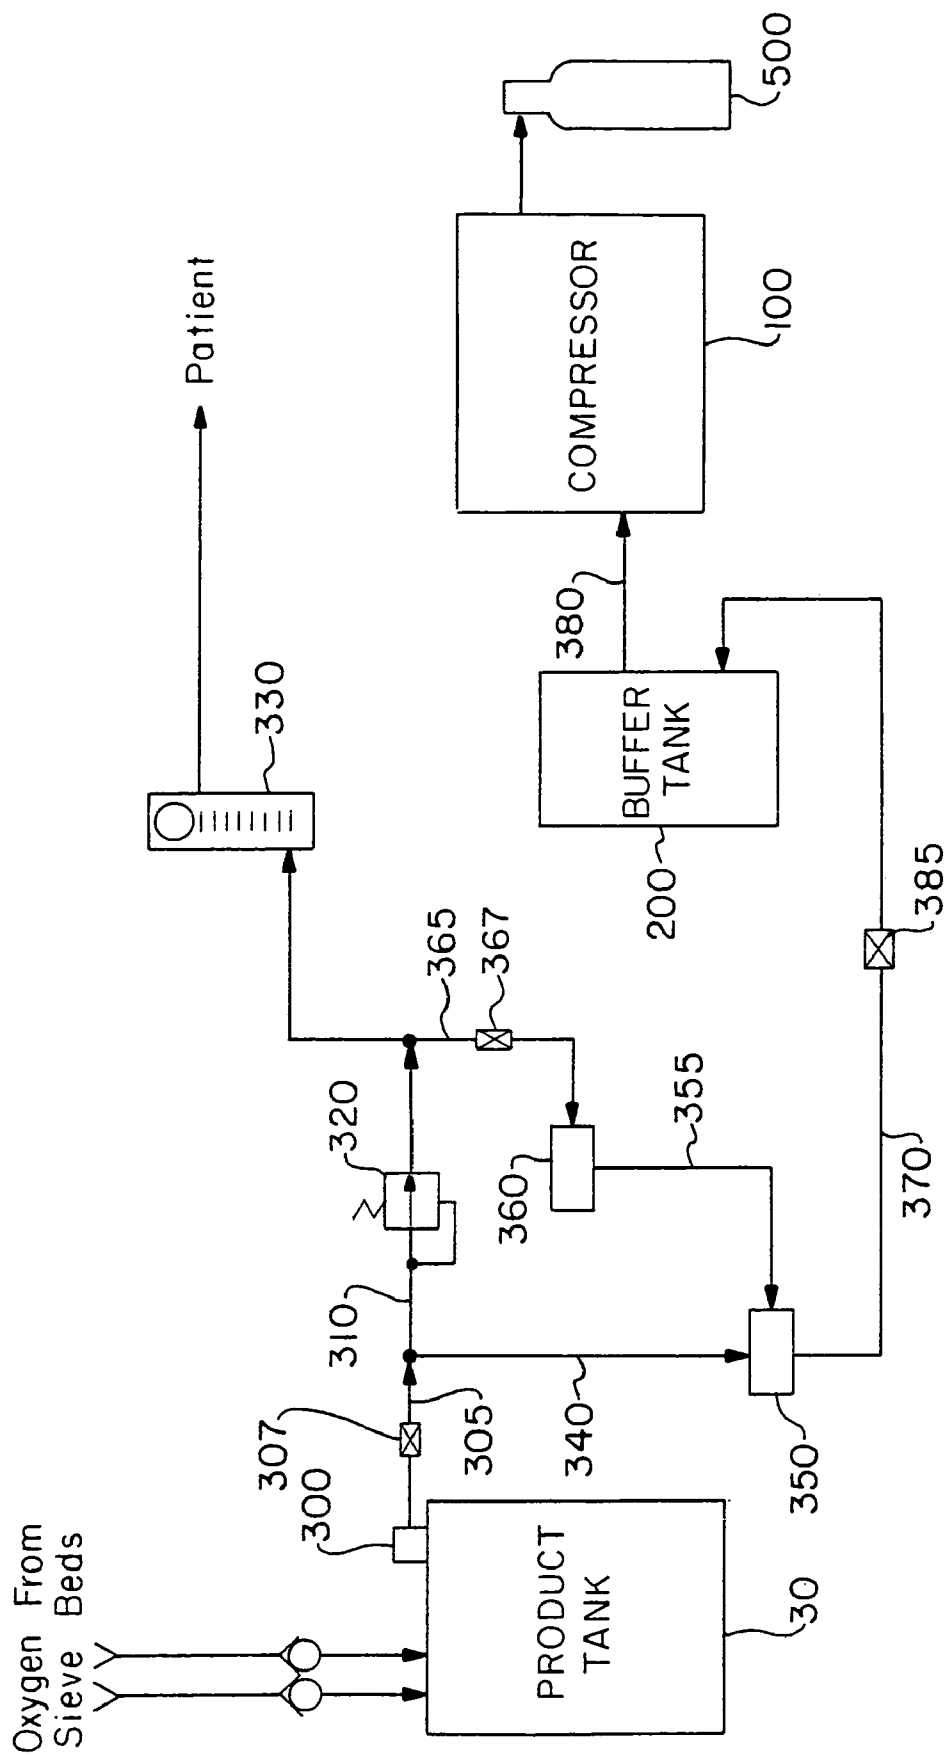 Oxygen From
Sieve Beds
PRODUCT
TANK
30
300
307
305
310
320
340
350
355
360
365
367
330
Patient
370
385
BUFFER
TANK
200
380
COMPRESSOR
100
500